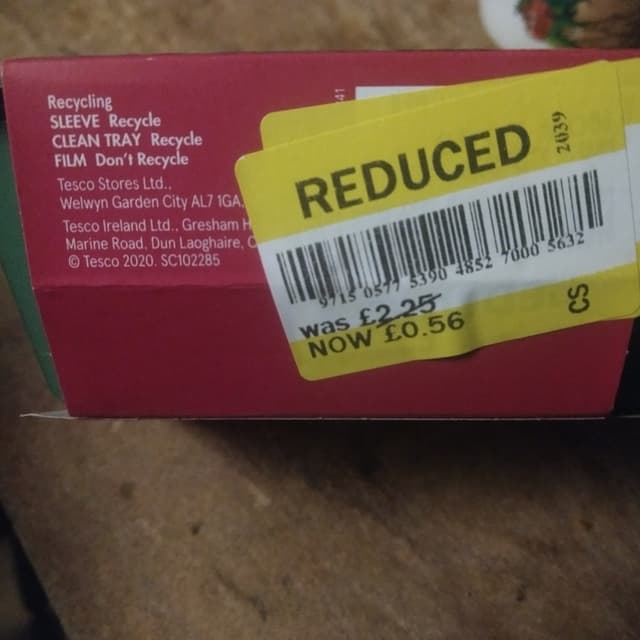 Recycling
SLEEVE Recycle
CLEAN TRAY Recycle
FILM Don't Recycle
Tesco Stores Ltd.,
Welwyn Garden City AL7 1GA,
Tesco Ireland Ltd., Gresham H
Marine Road, Dun Laoghaire, C
© Tesco 2020. SC102285
41
REDUCED
2039
9715 0577 5390 4852 7000 5632
was £2.25
NOW £0.56
CS